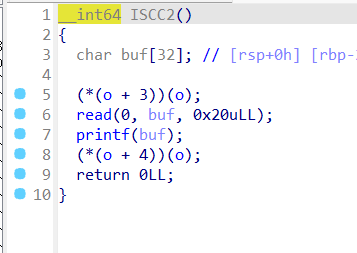 1 __int64 ISCC2()
2 {
3 char buf[32]; // [rsp+0h] [rbp-
4
5 (*(o + 3))(o);
6 read(0, buf, 0x20uLL);
7 printf(buf);
8 (*(o + 4))(o);
9 return 0LL;
10 }